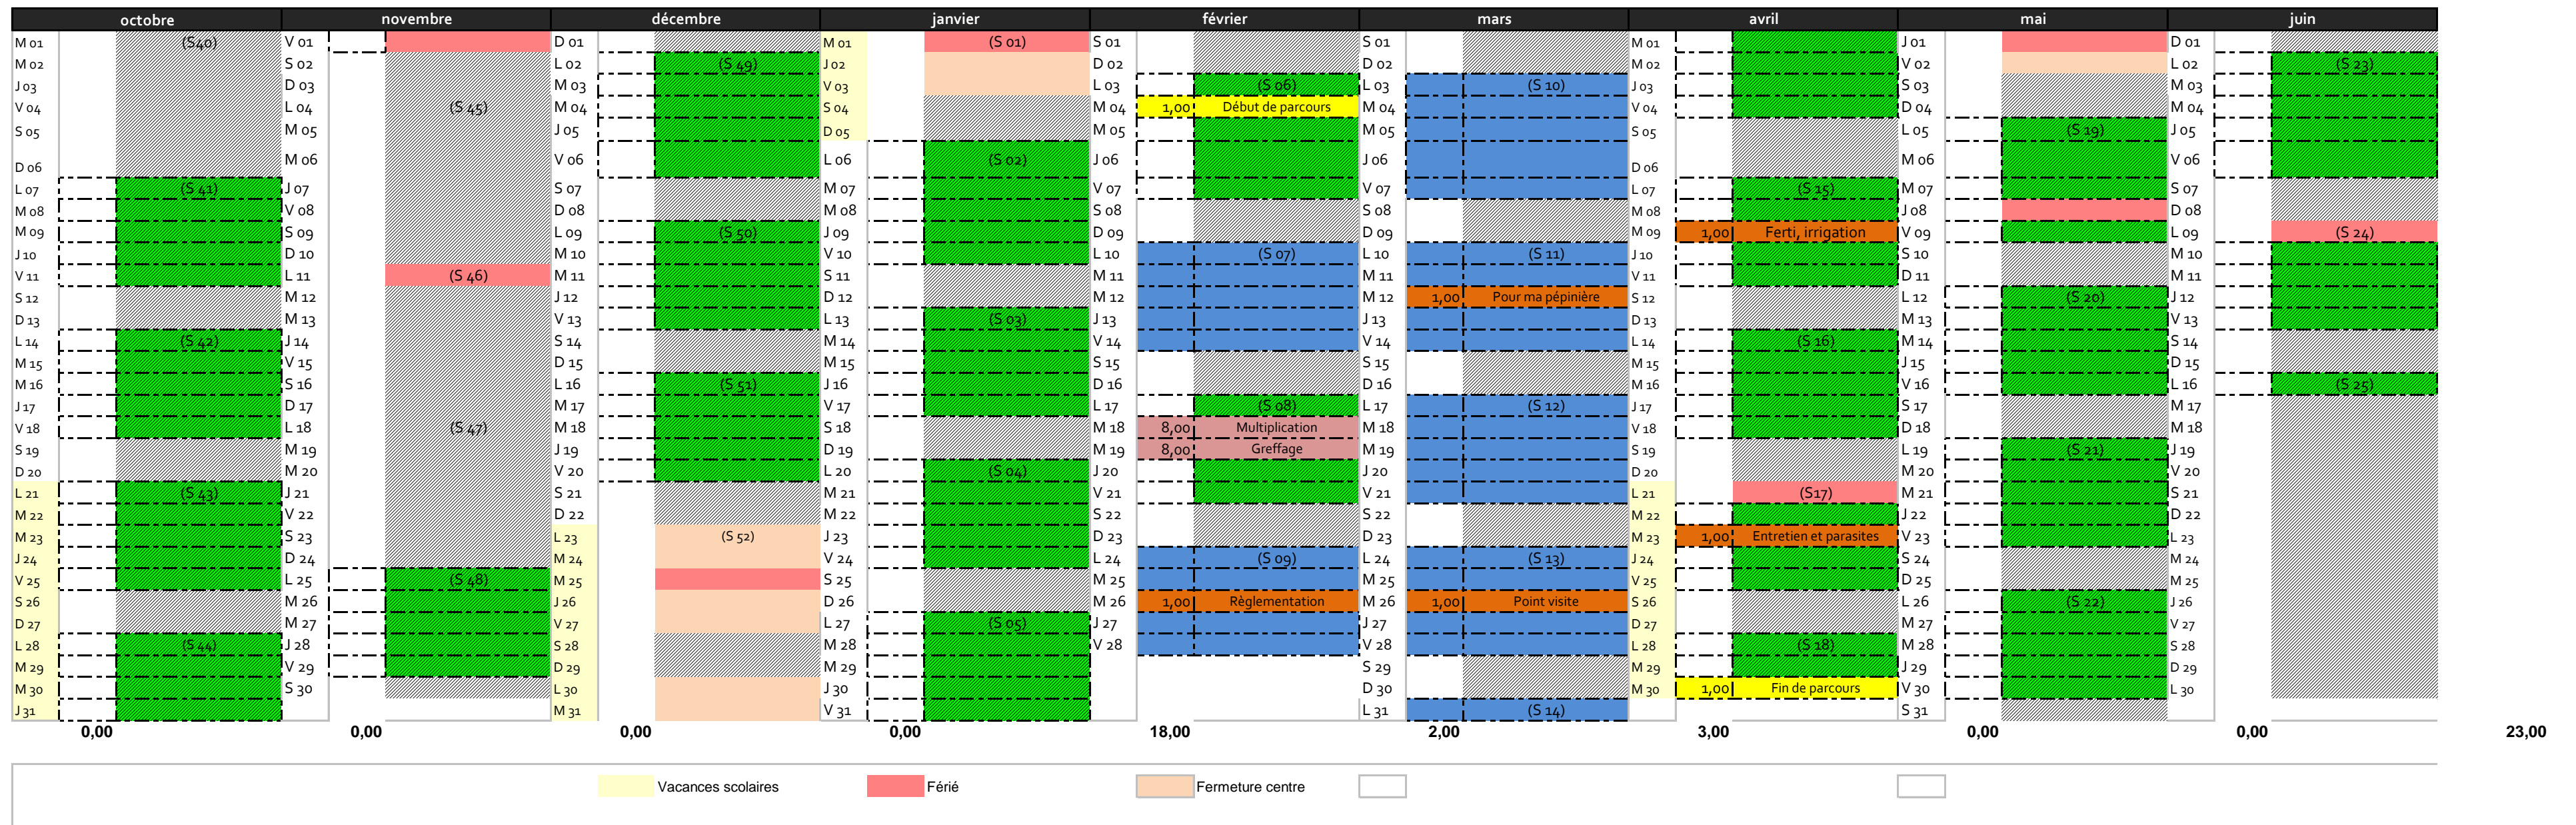 octobre novembre décembre janvier février mars avril mai juin
M 01 (S40) V 01 D 01 M 01 (S 01) S 01 S 01 M 01 J 01 D 01
M 02 S 02 L 02 (S 49) J 02 D 02 D 02 M 02 V 02 L 02 (S 23)
J 03 D 03 M 03 V 03 L 03 (S 06) L 03 (S 10) J 03 S 03 M 03
V 04 L 04 (S 45) M 04 S 04 M 04 1,00 Début de parcours M 04 V 04 D 04 M 04
S 05 M 05 J 05 D 05 M 05 M 05 S 05 L 05 (S 19) J 05
D 06 M 06 V 06 L 06 (S 02) J 06 J 06 D 06 M 06 V 06
L 07 (S 41) J 07 S 07 M 07 V 07 V 07 L 07 (S 15) M 07 S 07
M 08 V 08 D 08 M 08 S 08 S 08 M 08 J 08 D 08
M 09 S 09 L 09 (S 50) J 09 D 09 D 09 M 09 1,00 Ferti, irrigation V 09 L 09 (S 24)
J 10 D 10 M 10 V 10 L 10 (S 07) L 10 (S 11) J 10 S 10 M 10
V 11 L 11 (S 46) M 11 S 11 M 11 M 11 V 11 D 11 M 11
S 12 M 12 J 12 D 12 M 12 M 12 1,00 Pour ma pépinière S 12 L 12 (S 20) J 12
D 13 M 13 V 13 L 13 (S 03) J 13 J 13 D 13 M 13 V 13
L 14 (S 42) J 14 S 14 M 14 V 14 V 14 L 14 (S 16) M 14 S 14
M 15 V 15 D 15 M 15 S 15 S 15 M 15 J 15 D 15
M 16 S 16 L 16 (S 51) J 16 D 16 D 16 M 16 V 16 L 16 (S 25)
J 17 D 17 M 17 V 17 L 17 (S 08) L 17 (S 12) J 17 S 17 M 17
V 18 L 18 (S 47) M 18 S 18 M 18 8,00 Multiplication M 18 V 18 D 18 M 18
S 19 M 19 J 19 D 19 M 19 8,00 Greffage M 19 S 19 L 19 (S 21) J 19
D 20 M 20 V 20 L 20 (S 04) J 20 J 20 D 20 M 20 V 20
L 21 (S 43) J 21 S 21 M 21 V 21 V 21 L 21 (S17) M 21 S 21
M 22 V 22 D 22 M 22 S 22 S 22 M 22 J 22 D 22
M 23 S 23 L 23 (S 52) J 23 D 23 D 23 M 23 1,00 Entretien et parasites V 23 L 23
J 24 D 24 M 24 V 24 L 24 (S 09) L 24 (S 13) J 24 S 24 M 24
V 25 L 25 (S 48) M 25 S 25 M 25 M 25 V 25 D 25 M 25
S 26 M 26 J 26 D 26 M 26 1,00 Règlementation M 26 1,00 Point visite S 26 L 26 (S 22) J 26
D 27 M 27 V 27 L 27 (S 05) J 27 J 27 D 27 M 27 V 27
L 28 (S 44) J 28 S 28 M 28 V 28 V 28 L 28 (S 18) M 28 S 28
M 29 V 29 D 29 M 29 S 29 M 29 J 29 D 29
M 30 S 30 L 30 J 30 D 30 M 30 1,00 Fin de parcours V 30 L 30
J 31 M 31 V 31 L 31 (S 14) S 31
0,00 0,00 0,00 0,00 18,00 2,00 3,00 0,00 0,00 23,00
Vacances scolaires Férié Fermeture centre